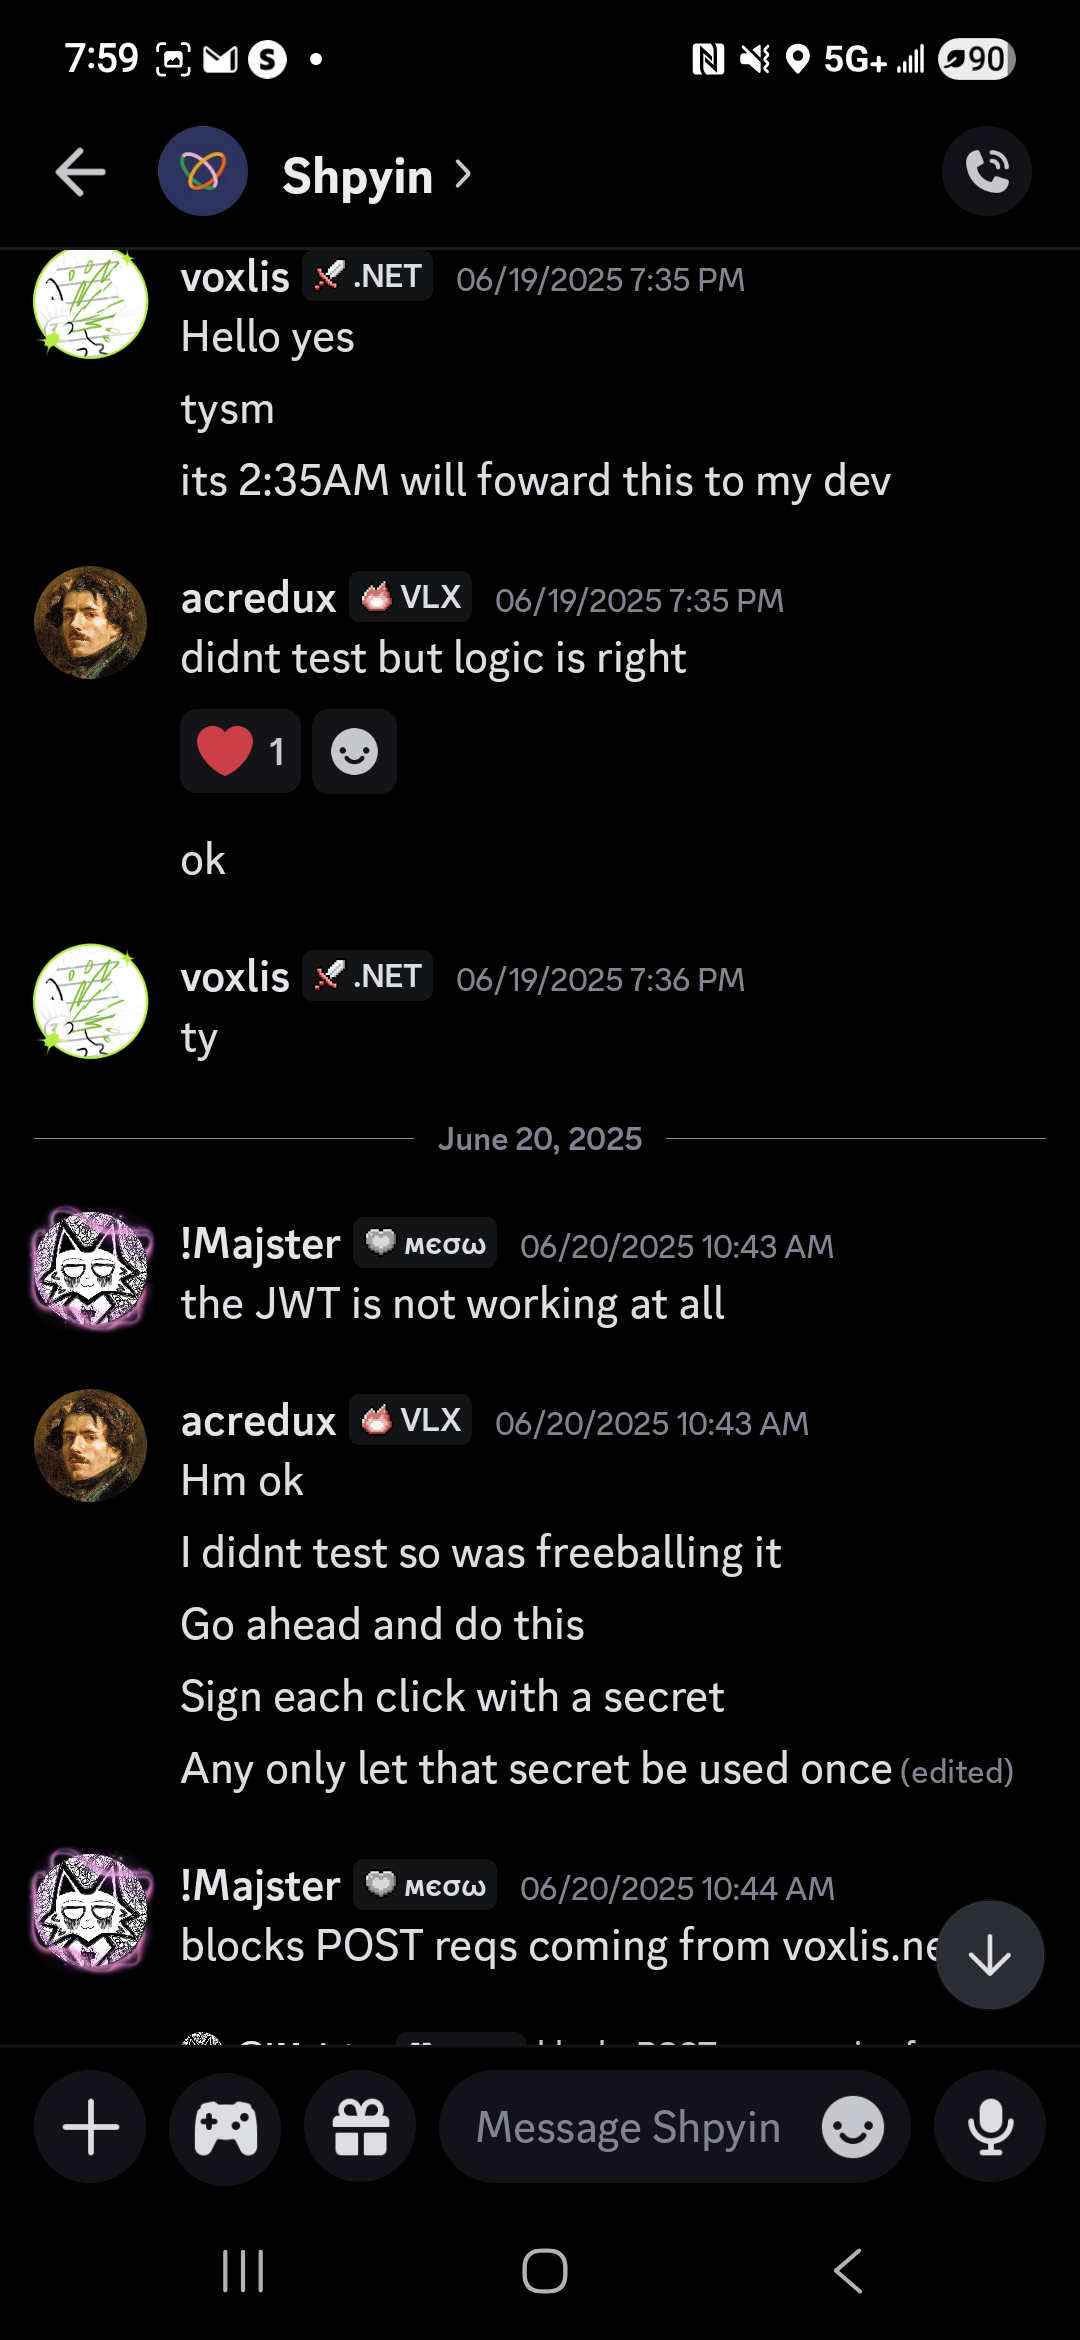 7:59 S 5G+ 90
Shpyin
voxlis .NET 06/19/2025 7:35 PM
Hello yes
tysm
its 2:35AM will foward this to my dev
acredux VLX 06/19/2025 7:35 PM
didnt test but logic is right
1
ok
voxlis .NET 06/19/2025 7:36 PM
ty
June 20, 2025
!Majster мєσω 06/20/2025 10:43 AM
the JWT is not working at all
acredux VLX 06/20/2025 10:43 AM
Hm ok
I didnt test so was freeballing it
Go ahead and do this
Sign each click with a secret
Any only let that secret be used once (edited)
!Majster мєσω 06/20/2025 10:44 AM
blocks POST reqs coming from voxlis.ne
Message Shpyin